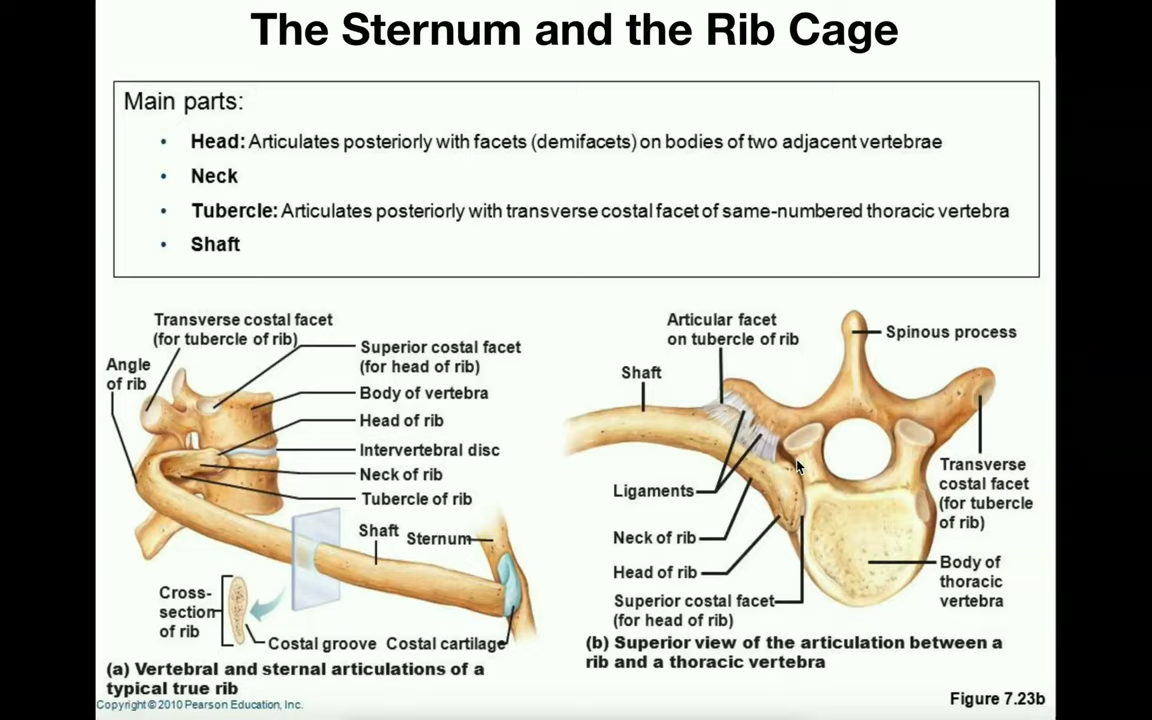 The Sternum and the Rib Cage
Main parts:
• Head: Articulates posteriorly with facets (demifacets) on bodies of two adjacent vertebrae
• Neck
• Tubercle: Articulates posteriorly with transverse costal facet of same-numbered thoracic vertebra
• Shaft
Transverse costal facet
(for tubercle of rib)
Angle
of rib
Superior costal facet
(for head of rib)
Body of vertebra
Head of rib
Intervertebral disc
Neck of rib
Tubercle of rib
Shaft
Sternum
Cross-
section
of rib
Costal groove
Costal cartilage
(a) Vertebral and sternal articulations of a
typical true rib
Articular facet
on tubercle of rib
Spinous process
Shaft
Ligaments
Neck of rib
Head of rib
Superior costal facet
(for head of rib)
Transverse
costal facet
(for tubercle
of rib)
Body of
thoracic
vertebra
(b) Superior view of the articulation between a
rib and a thoracic vertebra
Copyright © 2010 Pearson Education, Inc.
Figure 7.23b